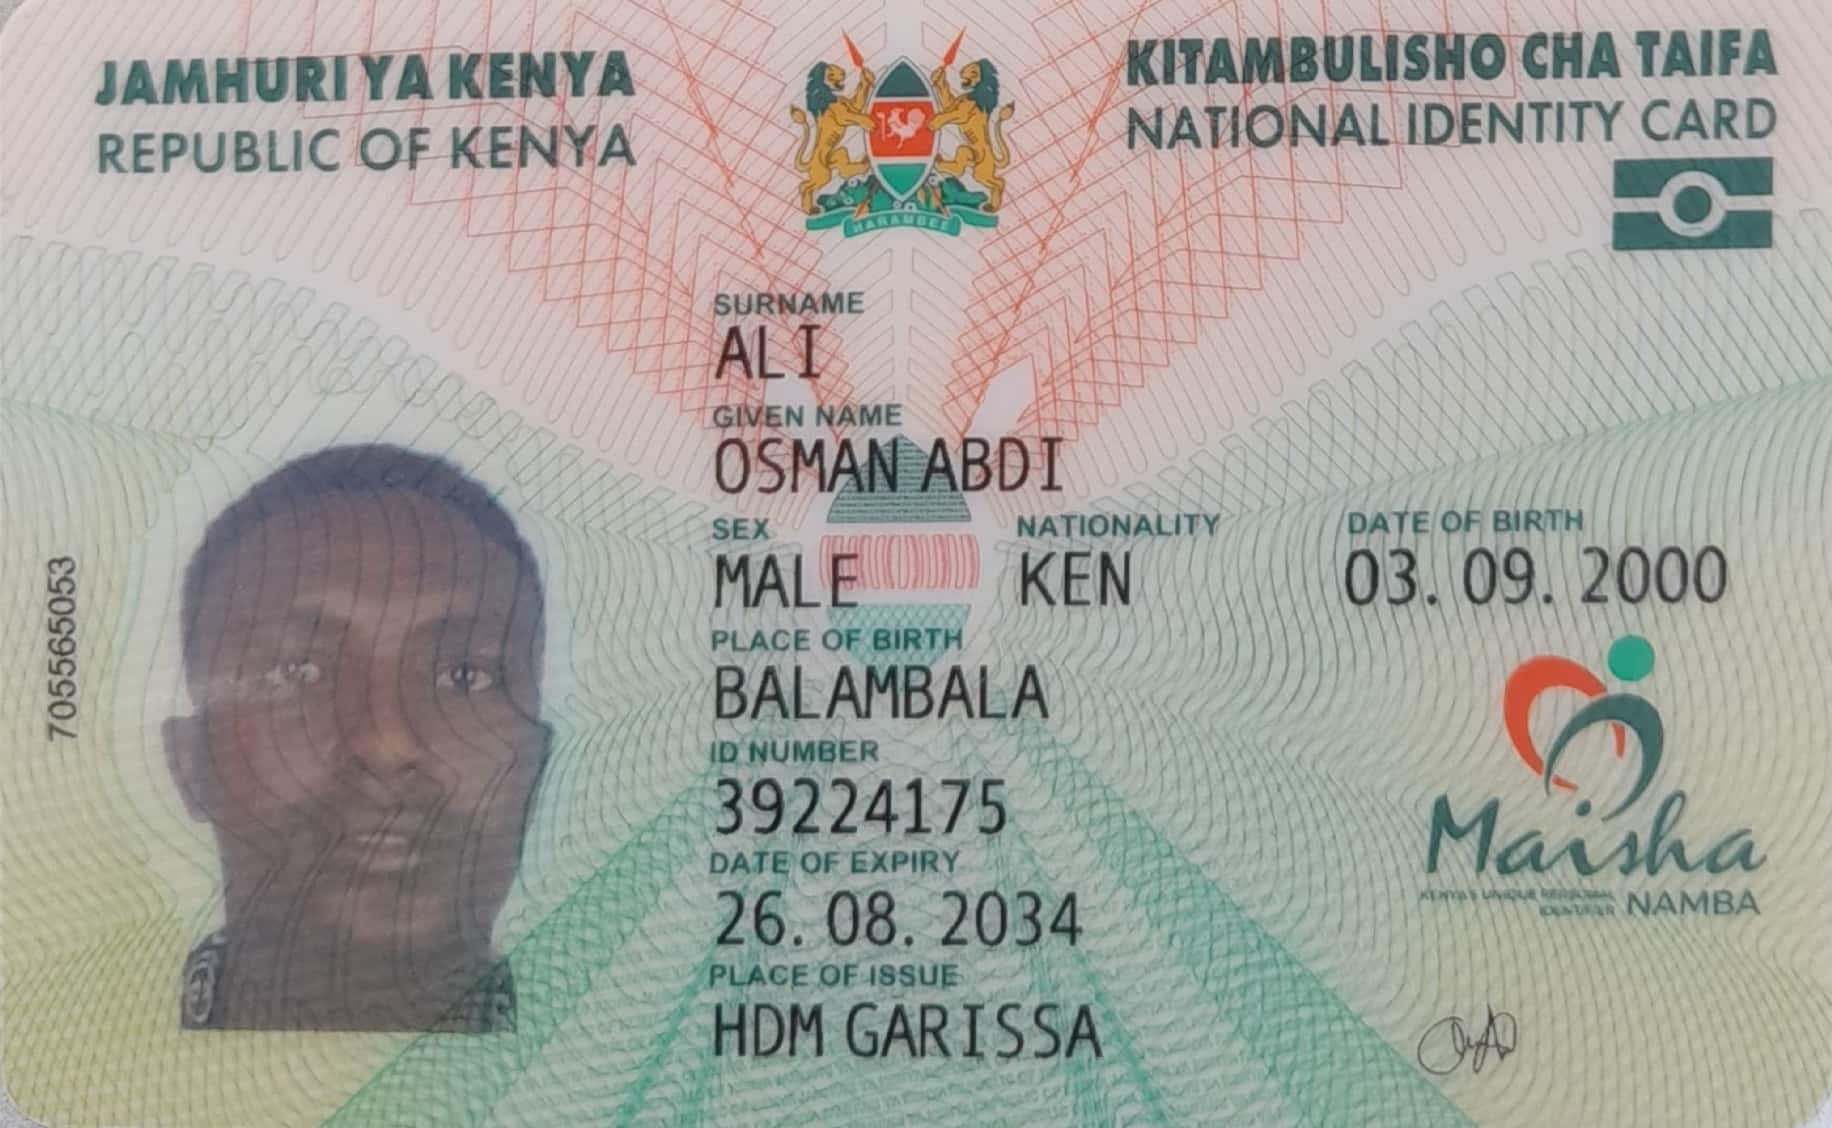 JAMHURI YA KENYA
REPUBLIC OF KENYA
KITAMBULISHO CHA TAIFA
NATIONAL IDENTITY CARD
HARAMBEE
SURNAME
ALI
GIVEN NAME
OSMAN ABDI
SEX NATIONALITY DATE OF BIRTH
MALE KEN 03. 09. 2000
PLACE OF BIRTH
BALAMBALA
ID NUMBER
39224175
DATE OF EXPIRY
26. 08. 2034
PLACE OF ISSUE
HDM GARISSA
705565053
Maisha
KENYA'S UNIQUE PERSONAL
IDENTIFIER NAMBA